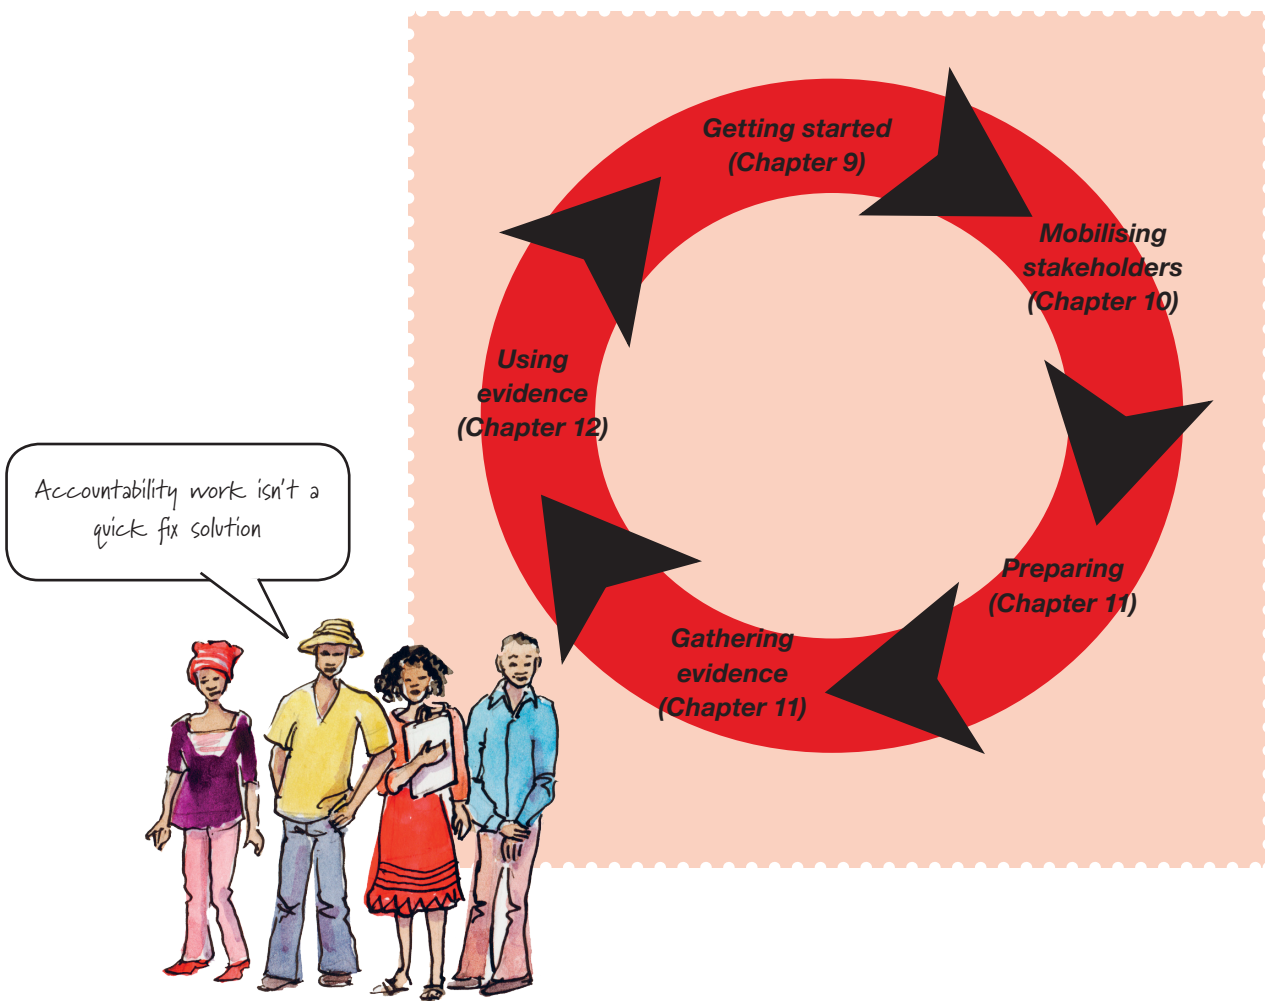 Getting started
(Chapter 9)
Mobilising
stakeholders
(Chapter 10)
Preparing
(Chapter 11)
Gathering
evidence
(Chapter 11)
Using
evidence
(Chapter 12)
Accountability work isn't a
quick fix solution